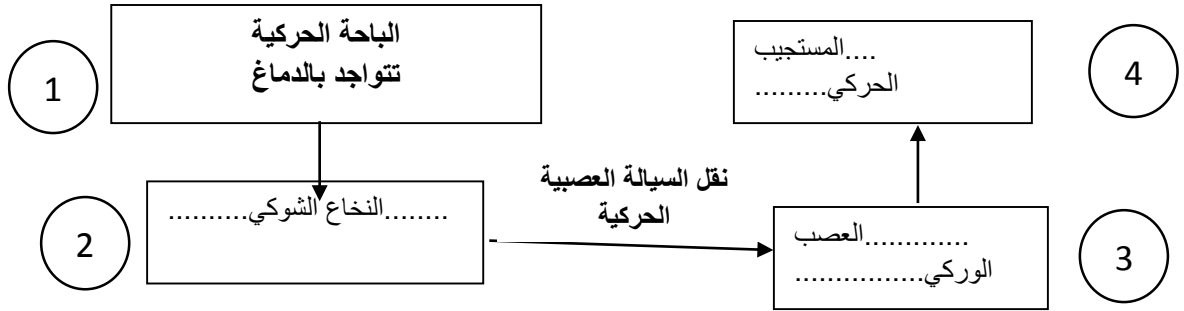 1
الباحة الحركية
تتواجد بالدماغ
....المستجيب
الحركي.........
4
2
........النخاع الشوكي..........
نقل السيالة العصبية
الحركية
.............العصب
الوركي................
3